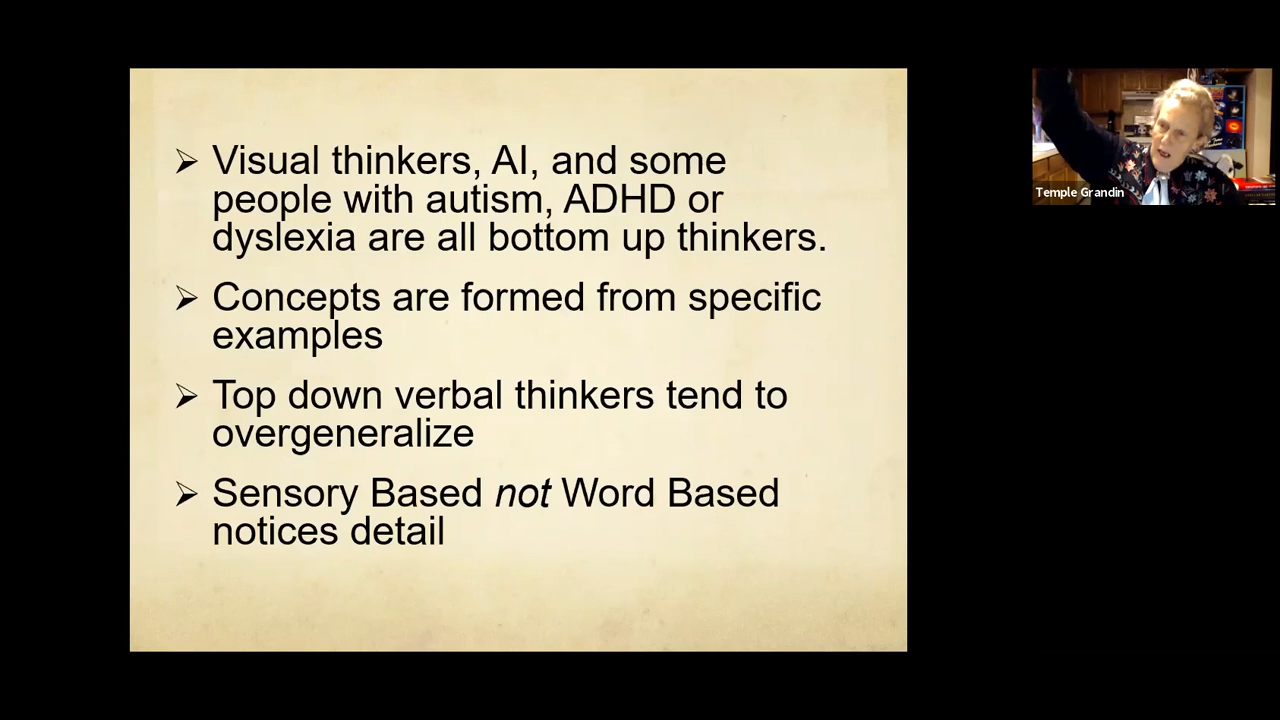 ➢ Visual thinkers, AI, and some
people with autism, ADHD or
dyslexia are all bottom up thinkers.
➢ Concepts are formed from specific
examples
➢ Top down verbal thinkers tend to
overgeneralize
➢ Sensory Based not Word Based
notices detail
Temple Grandin